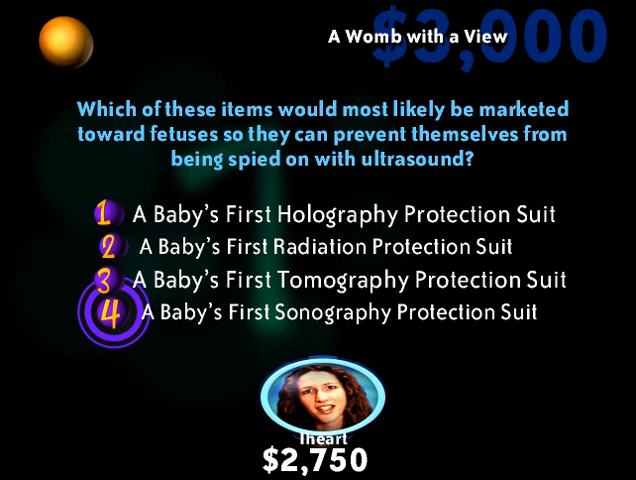 $3,000
A Womb with a View
Which of these items would most likely be marketed
toward fetuses so they can prevent themselves from
being spied on with ultrasound?
1 A Baby's First Holography Protection Suit
2 A Baby's First Radiation Protection Suit
3 A Baby's First Tomography Protection Suit
4 A Baby's First Sonography Protection Suit
Iheart
$2,750